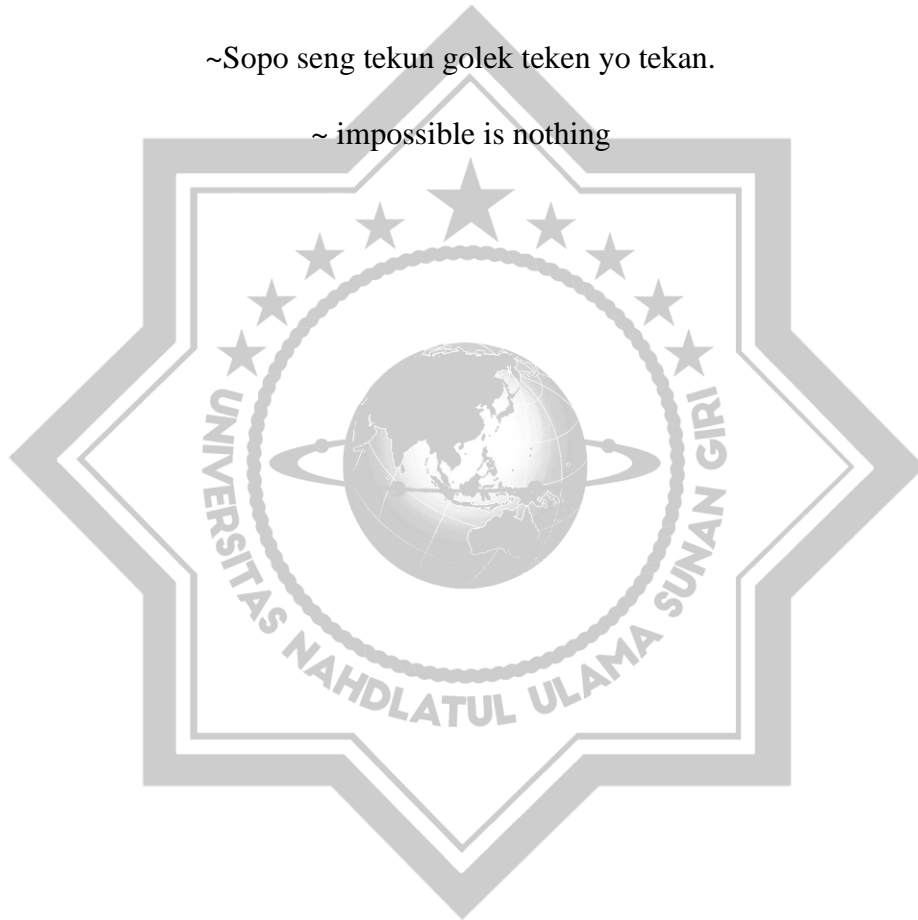 ~Sopo seng tekun golek teken yo tekan.
~ impossible is nothing
UNIVERSITAS NAHDLATUL ULAMA SUNAN GIRI